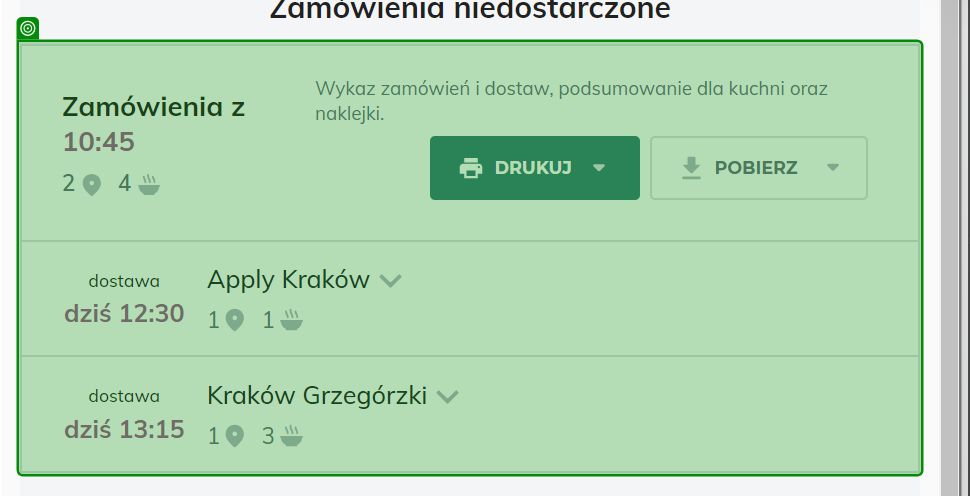 Zamówienia niedostarczone
Zamówienia z
10:45
2 4
Wykaz zamówień i dostaw, podsumowanie dla kuchni oraz
naklejki.
DRUKUJ
POBIERZ
dostawa
dziś 12:30
Apply Kraków
1 1
dostawa
dziś 13:15
Kraków Grzegórzki
1 3